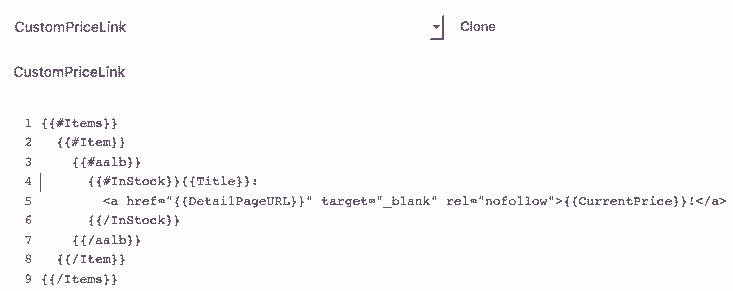 CustomPriceLink Clone
CustomPriceLink
1 {{#Items}}
2 {{#Item}}
3 {{#aalb}}
4 {{#InStock}}{{Title}}:
5 <a href="{{DetailPageURL}}" target="_blank" rel="nofollow">{{CurrentPrice}}!</a>
6 {{/InStock}}
7 {{/aalb}}
8 {{/Item}}
9 {{/Items}}